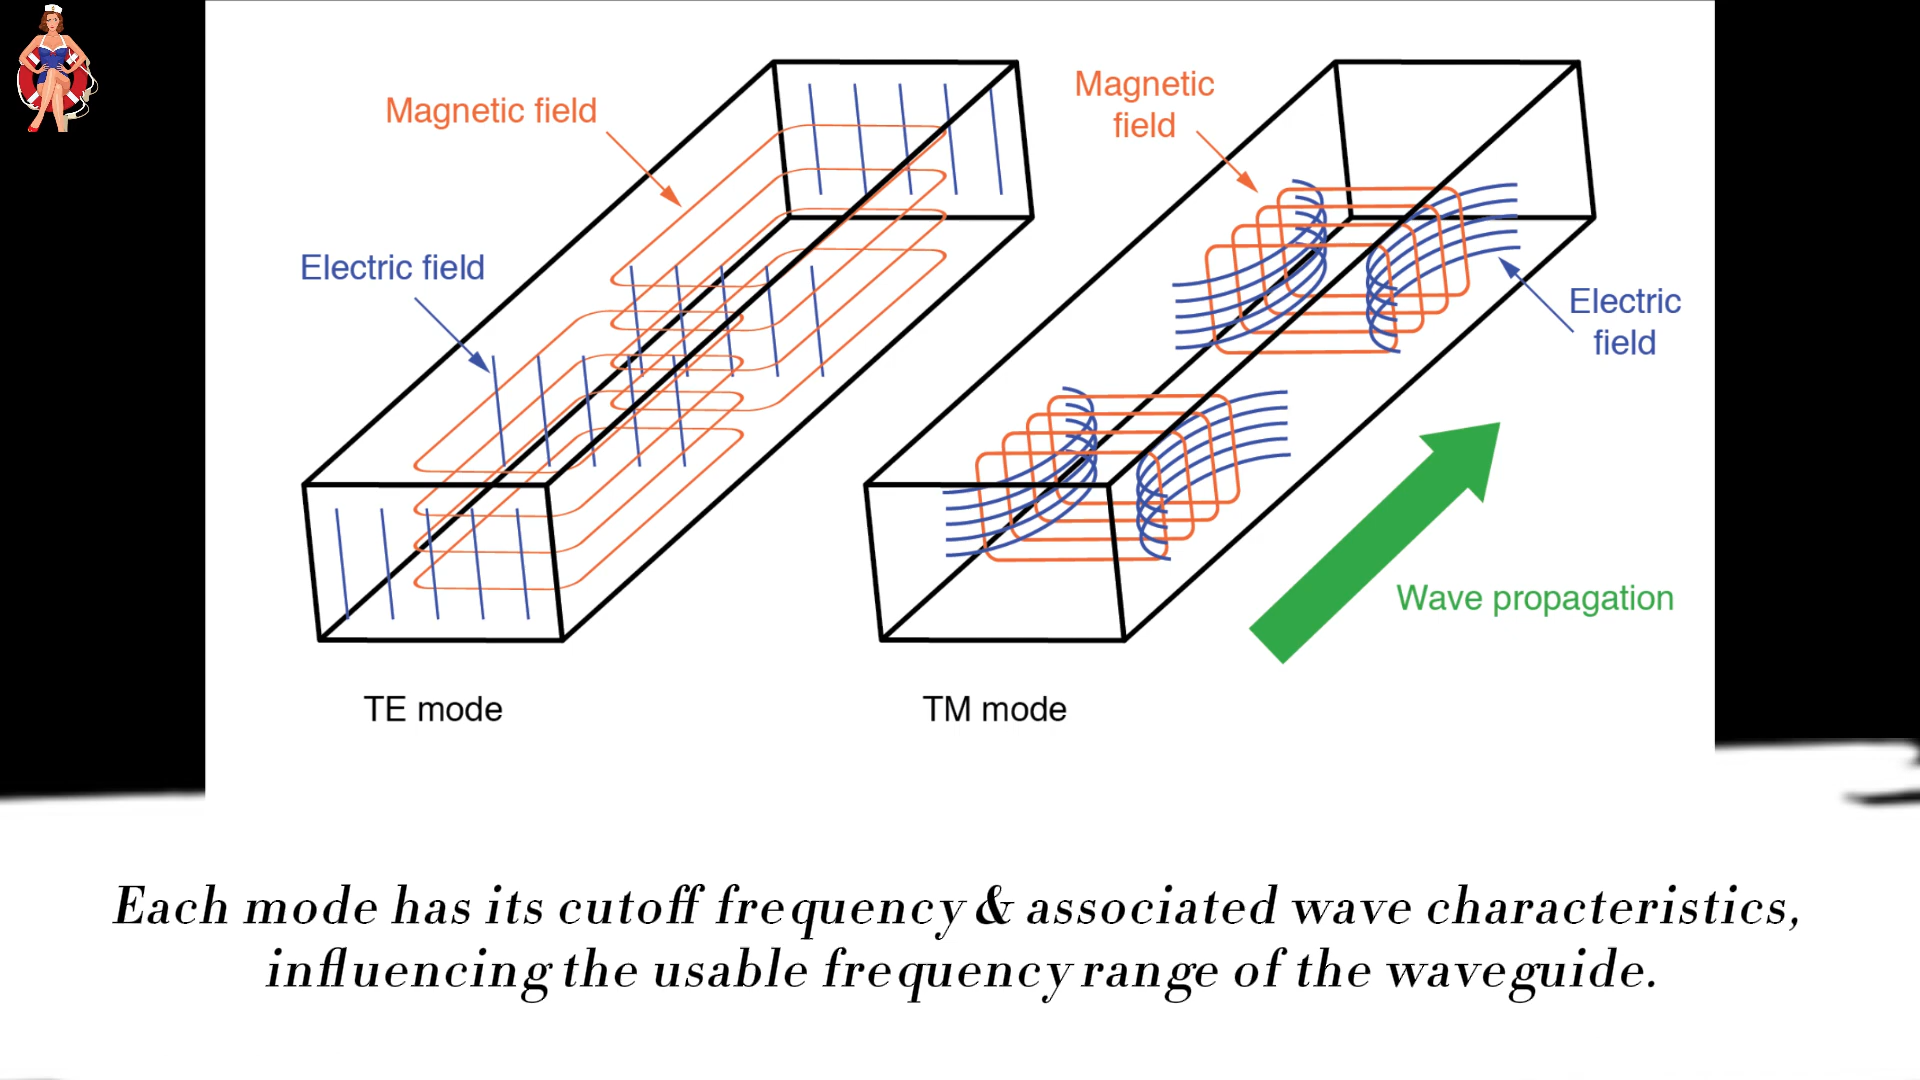 Magnetic field
Electric field
TE mode
Magnetic
field
Electric
field
Wave propagation
TM mode
Each mode has its cutoff frequency & associated wave characteristics,
influencing the usable frequency range of the waveguide.